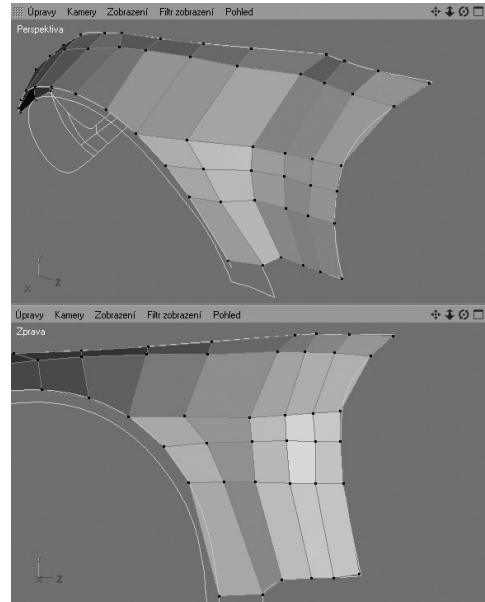 Úpravy Kamery Zobrazení Filtr zobrazení Pohled
Perspektiva
Y
X Z
Úpravy Kamery Zobrazení Filtr zobrazení Pohled
Zprava
Y
X Z